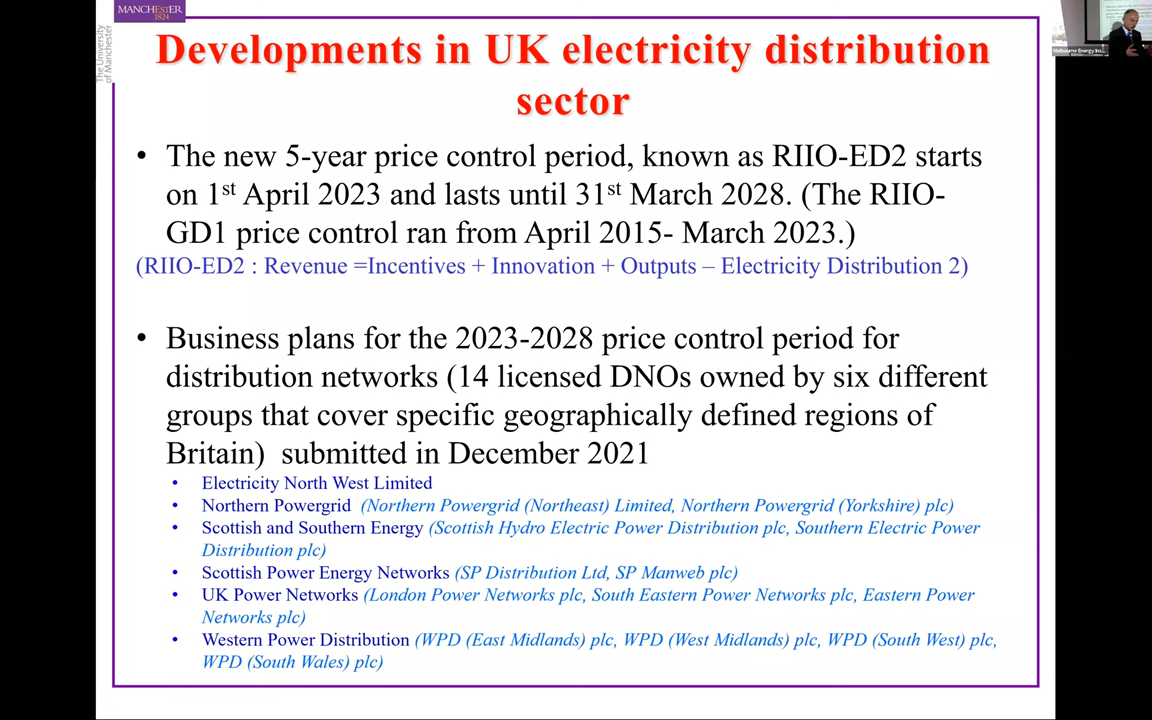 MANCHESTER
1824
The University
of Manchester
Melbourne Energy Ins...
Developments in UK electricity distribution
sector
• The new 5-year price control period, known as RIIO-ED2 starts
on 1st April 2023 and lasts until 31st March 2028. (The RIIO-
GD1 price control ran from April 2015- March 2023.)
(RIIO-ED2 : Revenue =Incentives + Innovation + Outputs – Electricity Distribution 2)
• Business plans for the 2023-2028 price control period for
distribution networks (14 licensed DNOs owned by six different
groups that cover specific geographically defined regions of
Britain) submitted in December 2021
• Electricity North West Limited
• Northern Powergrid (Northern Powergrid (Northeast) Limited, Northern Powergrid (Yorkshire) plc)
• Scottish and Southern Energy (Scottish Hydro Electric Power Distribution plc, Southern Electric Power
Distribution plc)
• Scottish Power Energy Networks (SP Distribution Ltd, SP Manweb plc)
• UK Power Networks (London Power Networks plc, South Eastern Power Networks plc, Eastern Power
Networks plc)
• Western Power Distribution (WPD (East Midlands) plc, WPD (West Midlands) plc, WPD (South West) plc,
WPD (South Wales) plc)